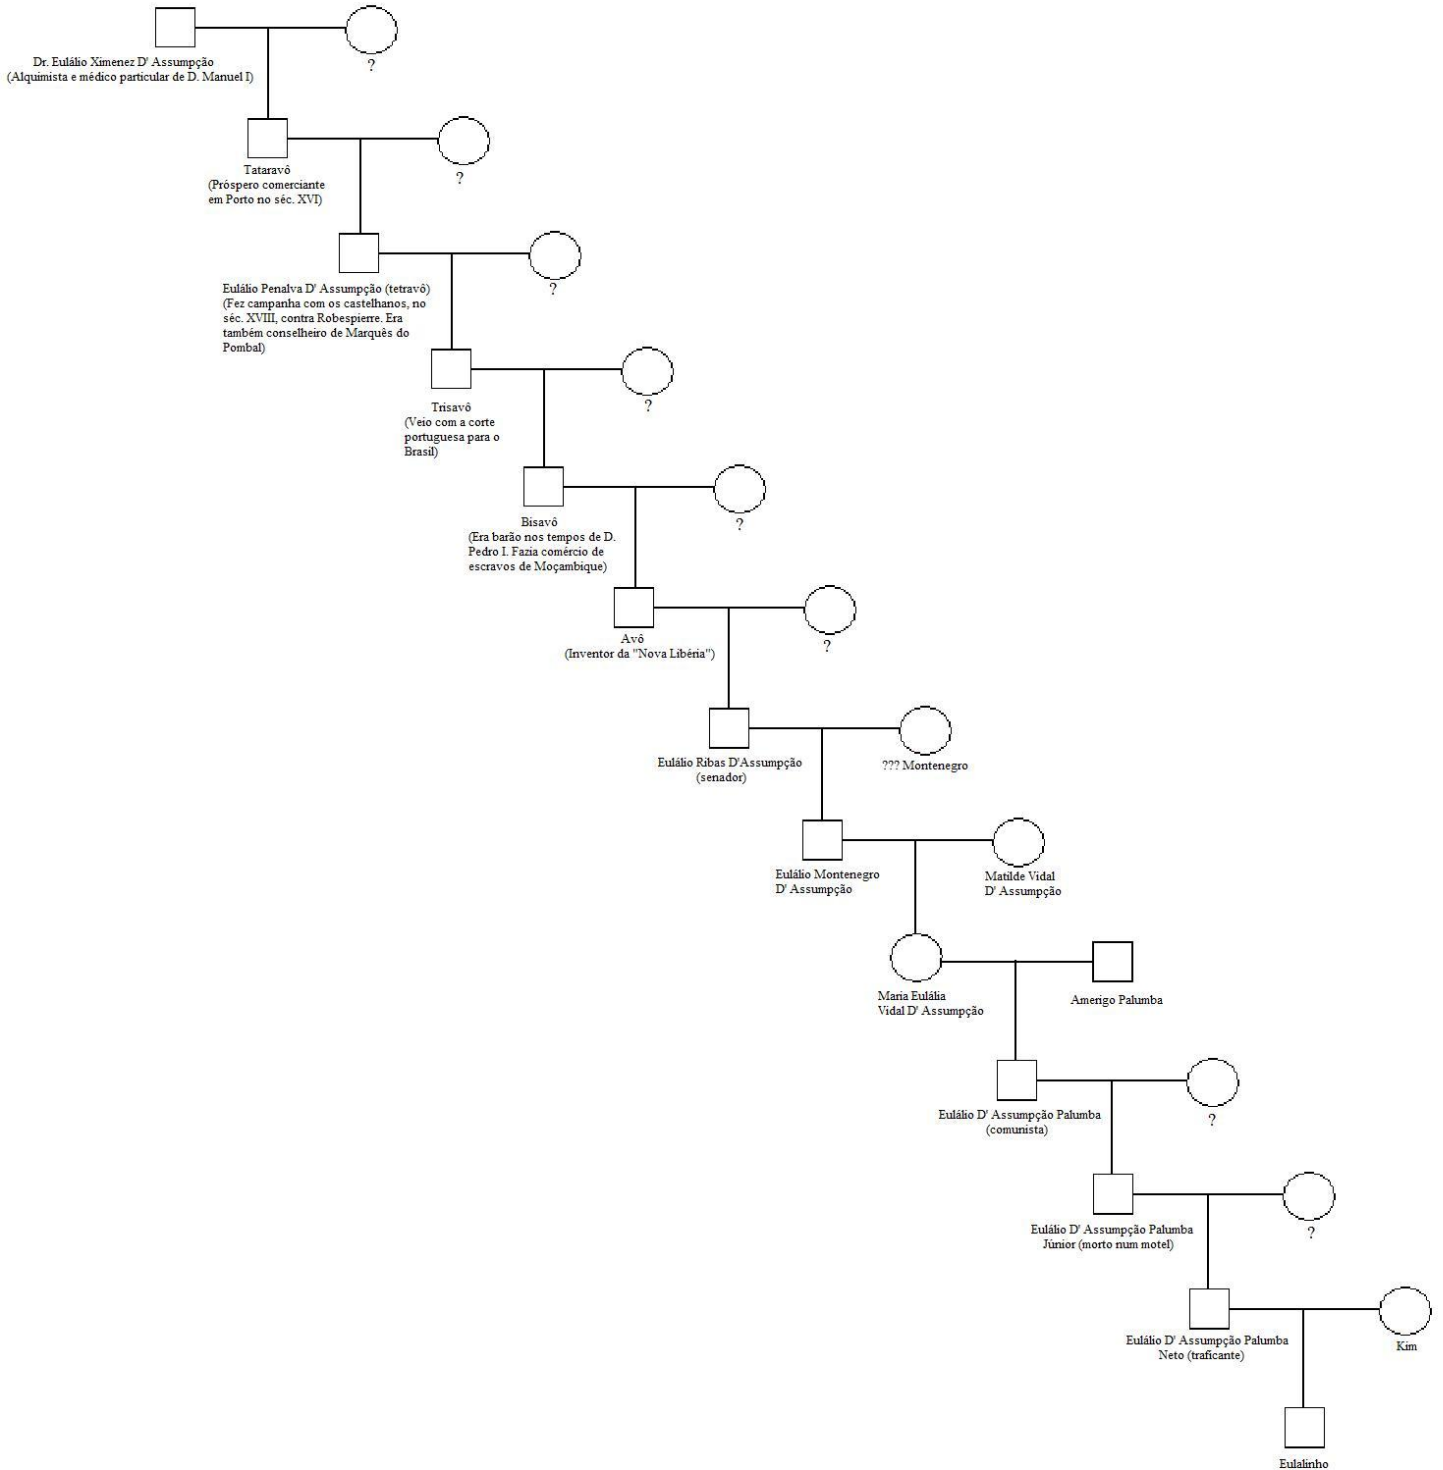 Dr. Eulálio Ximenez D' Assumpção
(Alquimista e médico particular de D. Manuel I)
?
Tataravô
(Próspero comerciante
em Porto no séc. XVI)
?
Eulálio Penalva D' Assumpção (tetravô)
(Fez campanha com os castelhanos, no
séc. XVIII, contra Robespierre. Era
também conselheiro de Marquês do
Pombal)
?
Trisavô
(Veio com a corte
portuguesa para o
Brasil)
?
Bisavô
(Era barão nos tempos de D.
Pedro I. Fazia comércio de
escravos de Moçambique)
?
Avô
(Inventor da "Nova Libéria")
?
Eulálio Ribas D'Assumpção
(senador)
??? Montenegro
Eulálio Montenegro
D' Assumpção
Matilde Vidal
D' Assumpção
Maria Eulália
Vidal D' Assumpção
Amerigo Palumba
Eulálio D' Assumpção Palumba
(comunista)
?
Eulálio D' Assumpção Palumba
Júnior (morto num motel)
?
Eulálio D' Assumpção Palumba
Neto (traficante)
Kim
Eulalinho